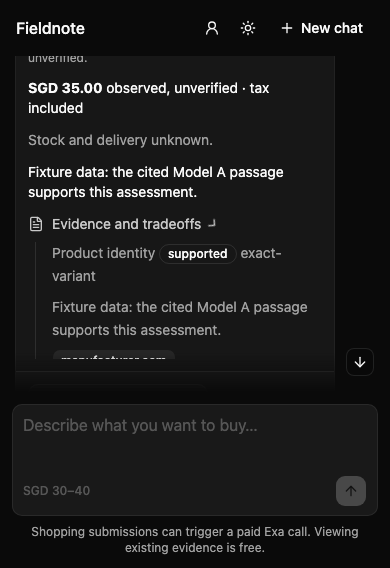 Fieldnote
New chat
unverified.
SGD 35.00 observed, unverified · tax
included
Stock and delivery unknown.
Fixture data: the cited Model A passage
supports this assessment.
Evidence and tradeoffs
Product identity supported exact-
variant
Fixture data: the cited Model A passage
supports this assessment.
Describe what you want to buy...
SGD 30–40
Shopping submissions can trigger a paid Exa call. Viewing
existing evidence is free.